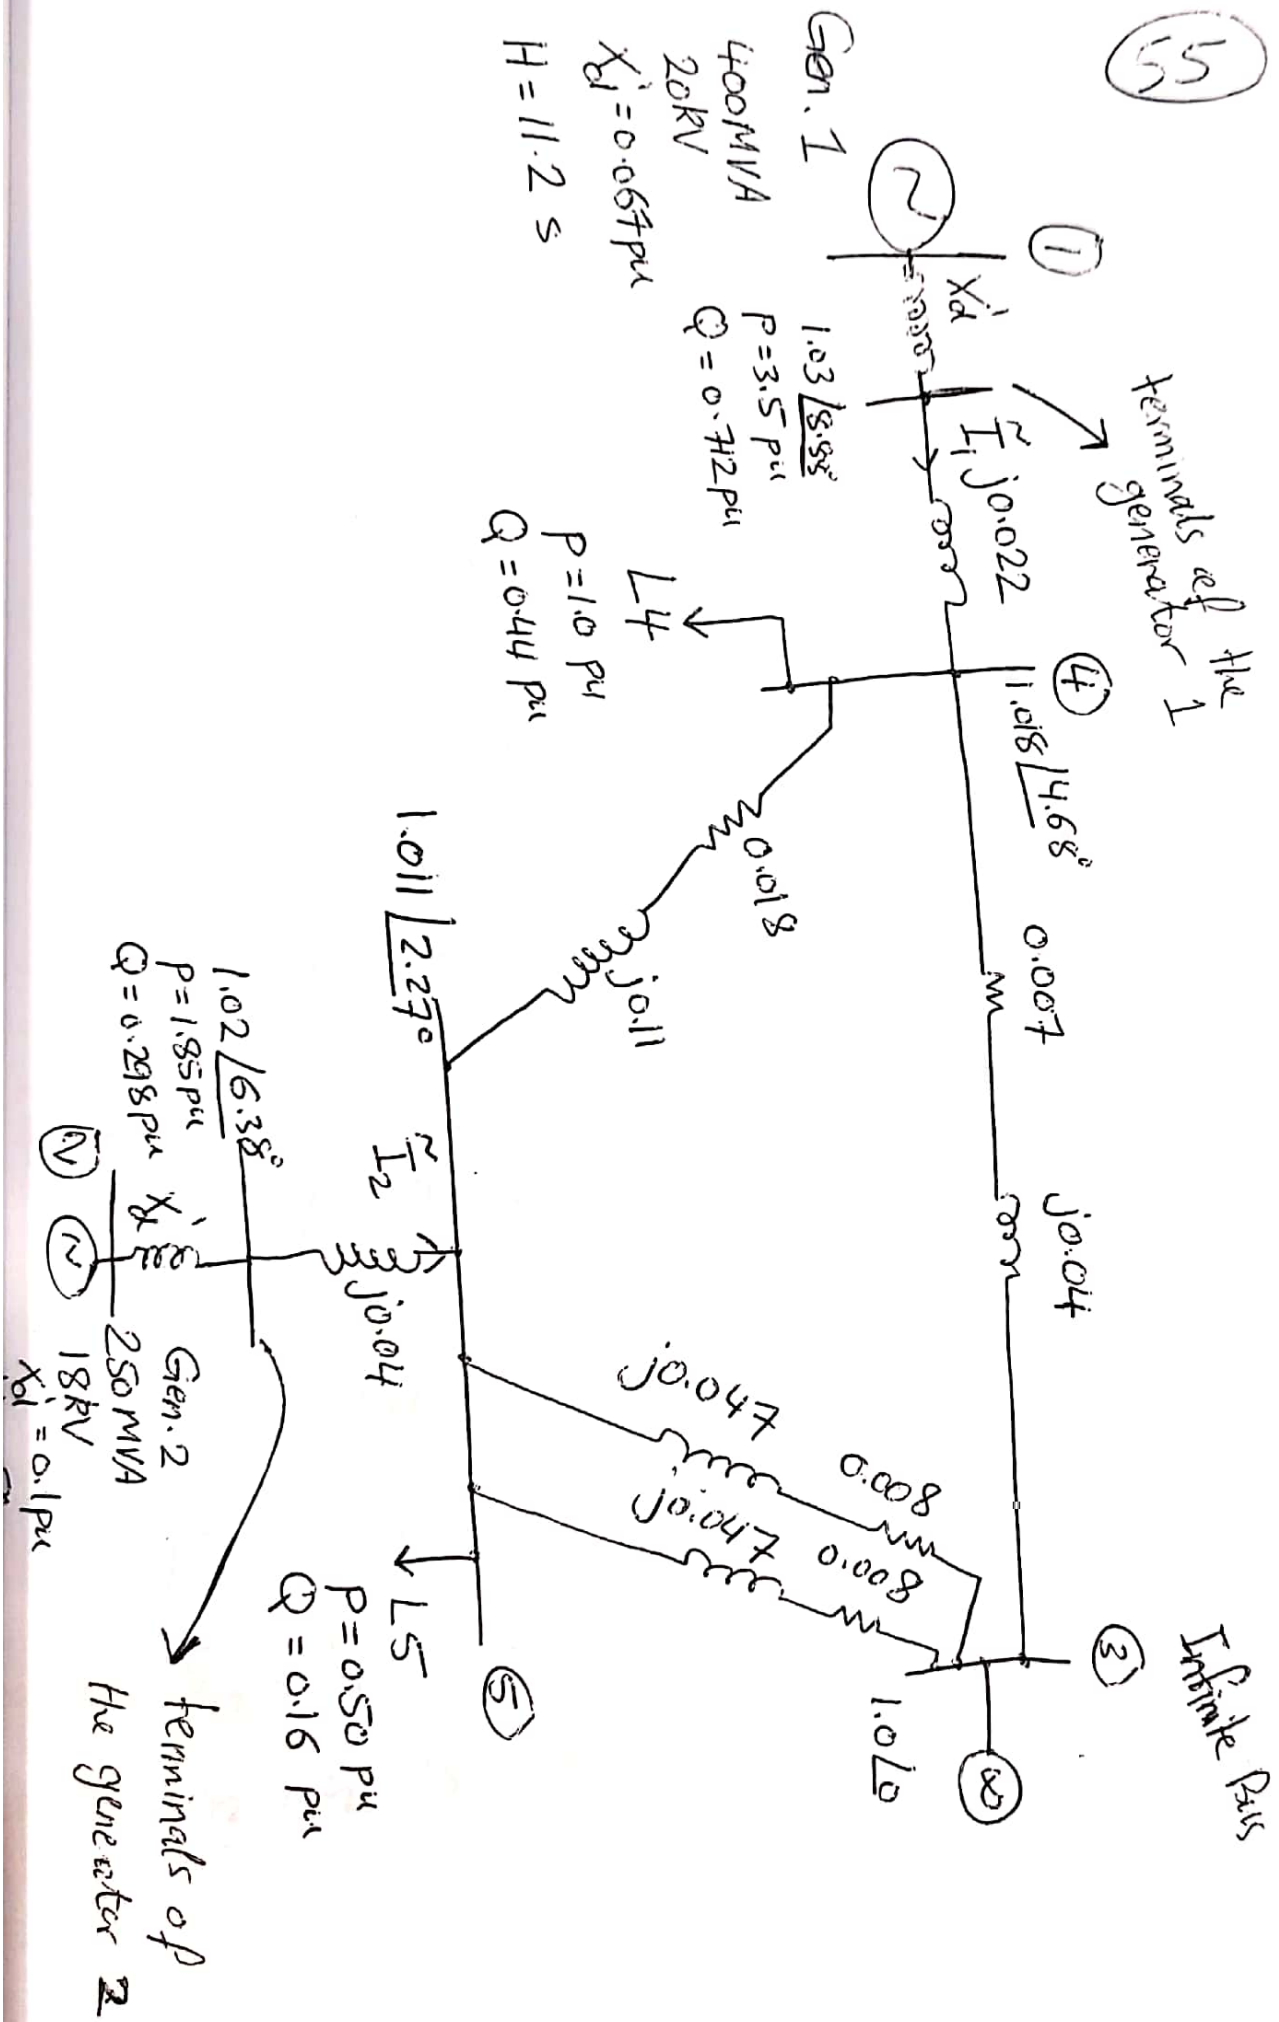 55
Gen. 1
400MVA
20kV
X'd = 0.067pu
H = 11.2 s
1
X'd
terminals of the
generator 1
Ĩ1
j0.022
1.03/8.88°
P=3.5 pu
Q = 0.712pu
4
1.018/4.68°
L4
P=1.0 pu
Q = 0.44 pu
0.007
j0.04
0.018
j0.11
Infinite Bus
3
∞
1.0/0
j0.047
0.008
j0.047
0.008
1.011/2.27°
Ĩ2
j0.04
5
L5
P=0.50 pu
Q = 0.16 pu
1.02/6.38°
P=1.85pu
Q=0.298pu
X'd
2
Gen.2
250MVA
18kV
X'd = 0.1pu
terminals of
the generator 2